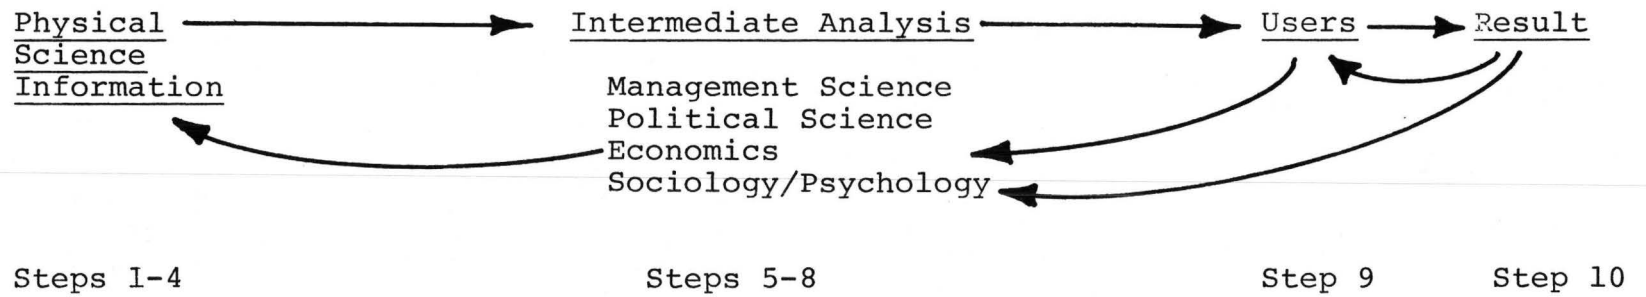 Physical Intermediate Analysis Users Result
Science
Information Management Science
Political Science
Economics
Sociology/Psychology
Steps 1-4 Steps 5-8 Step 9 Step 10